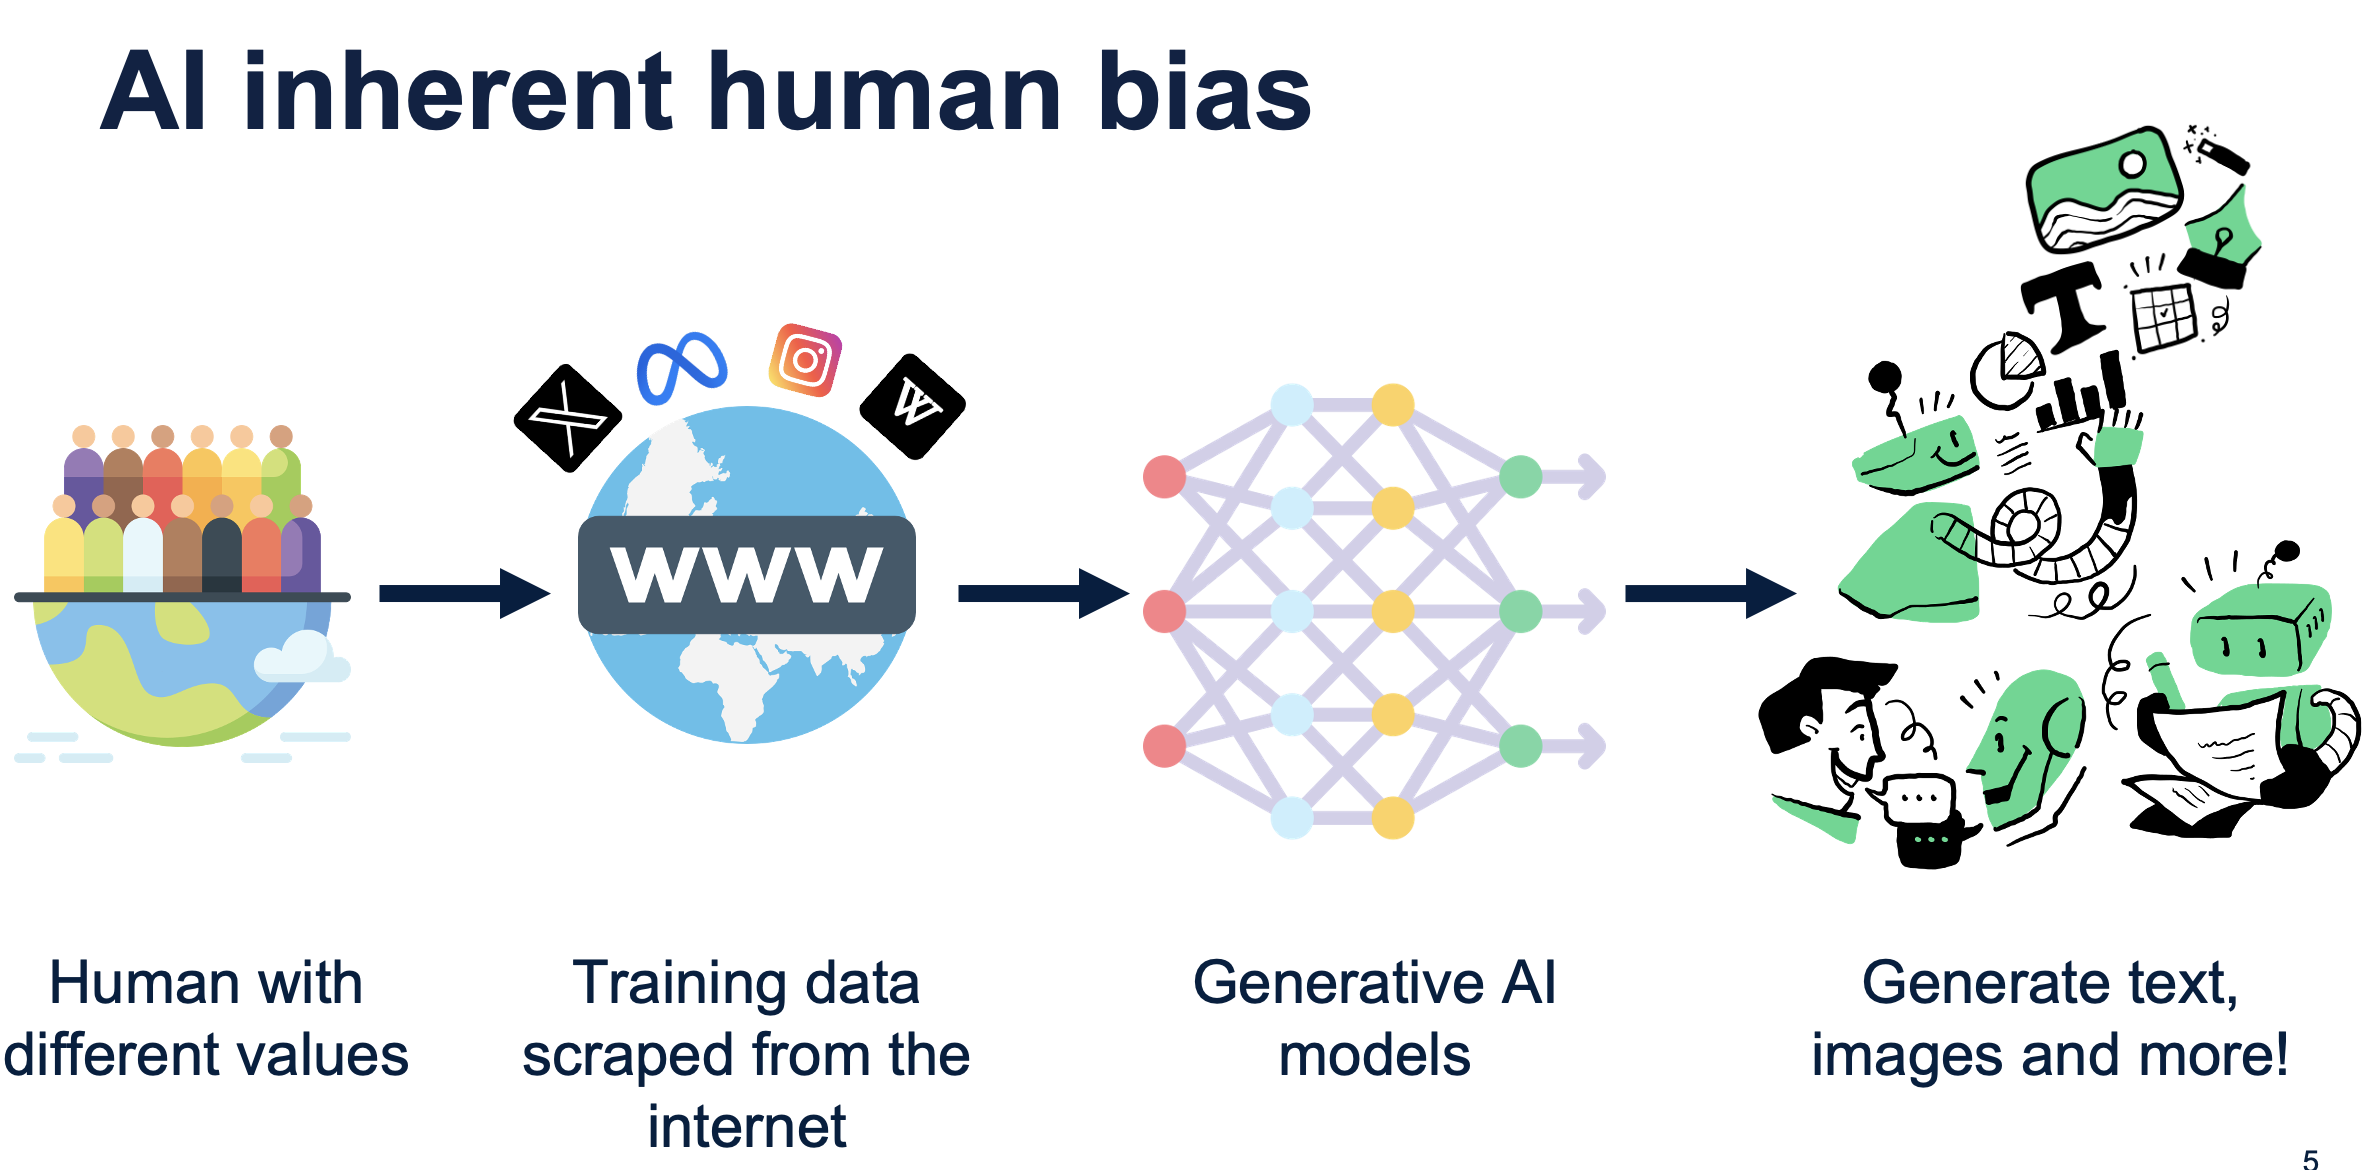 AI inherent human bias
WWW
T
Human with
different values
Training data
scraped from the
internet
Generative AI
models
Generate text,
images and more!
5